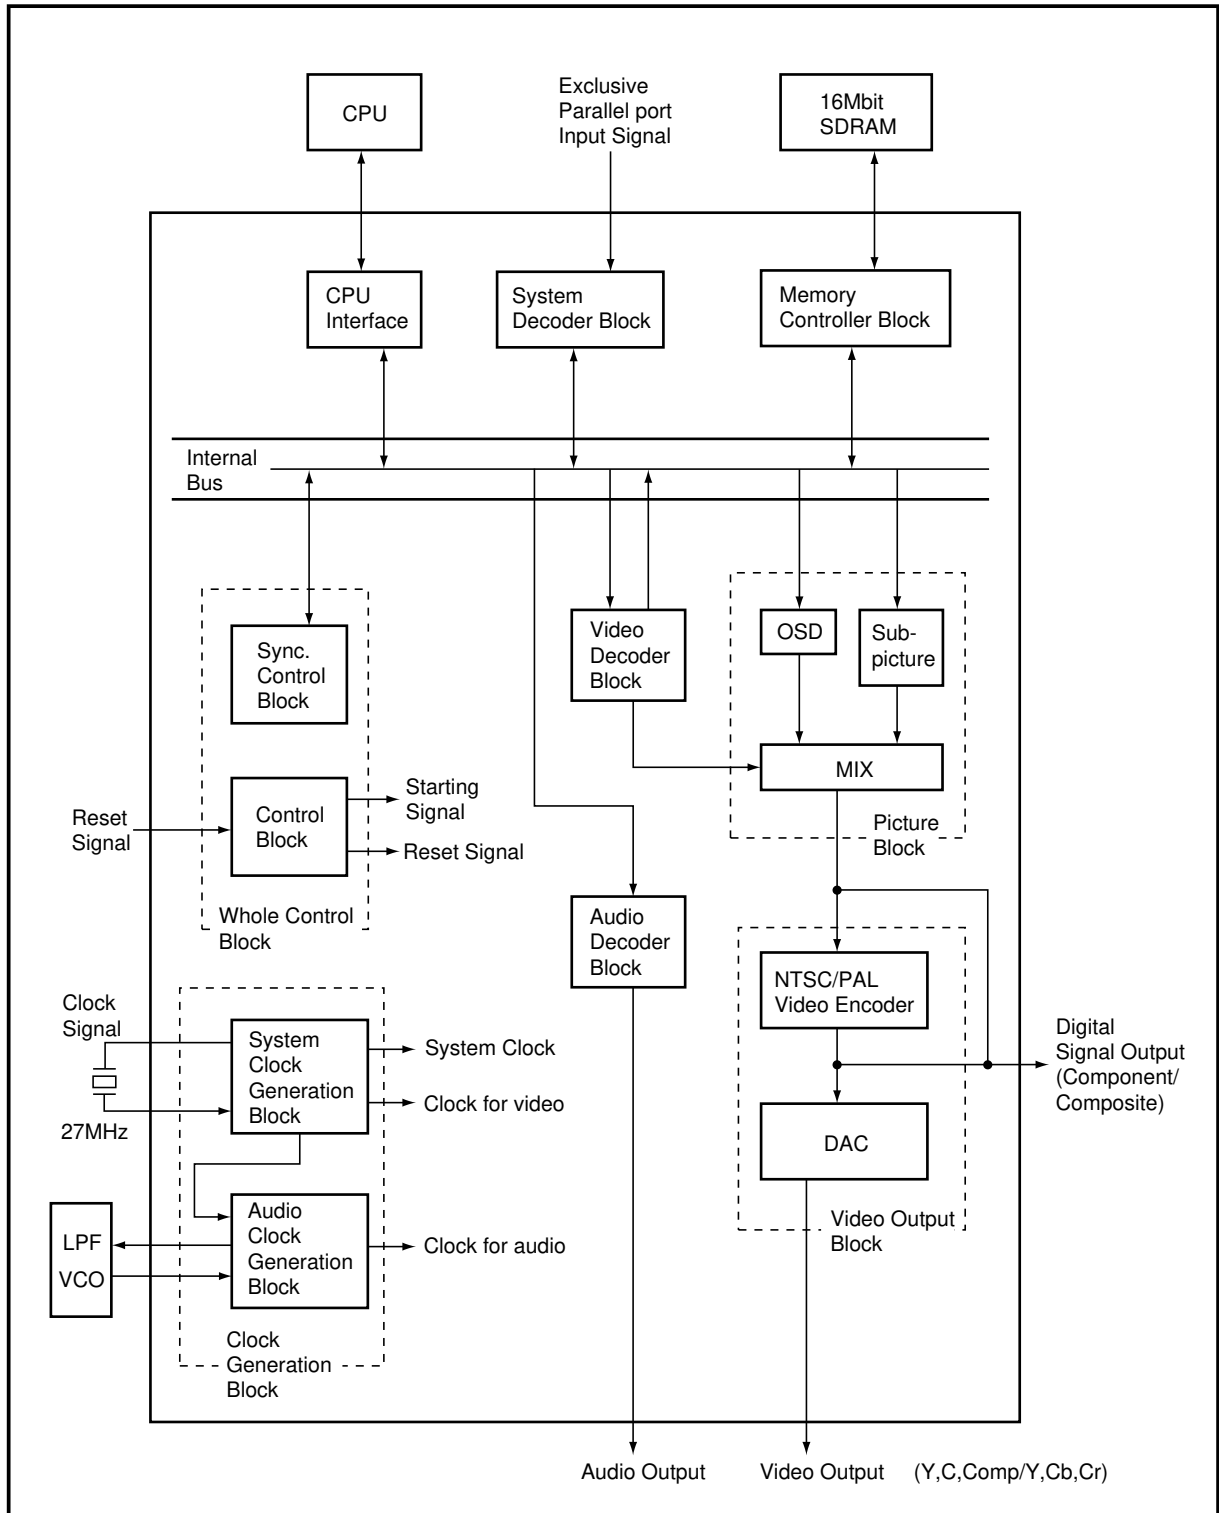 CPU
Exclusive
Parallel port
Input Signal
16Mbit
SDRAM
CPU
Interface
System
Decoder Block
Memory
Controller Block
Internal
Bus
Sync.
Control
Block
Video
Decoder
Block
OSD
Sub-
picture
MIX
Picture
Block
Reset
Signal
Control
Block
Starting
Signal
Reset Signal
Whole Control
Block
Audio
Decoder
Block
NTSC/PAL
Video Encoder
Clock
Signal
27MHz
System
Clock
Generation
Block
System Clock
Clock for video
Digital
Signal Output
(Component/
Composite)
DAC
Video Output
Block
LPF
VCO
Audio
Clock
Generation
Block
Clock for audio
Clock
Generation
Block
Audio Output
Video Output (Y,C,Comp/Y,Cb,Cr)